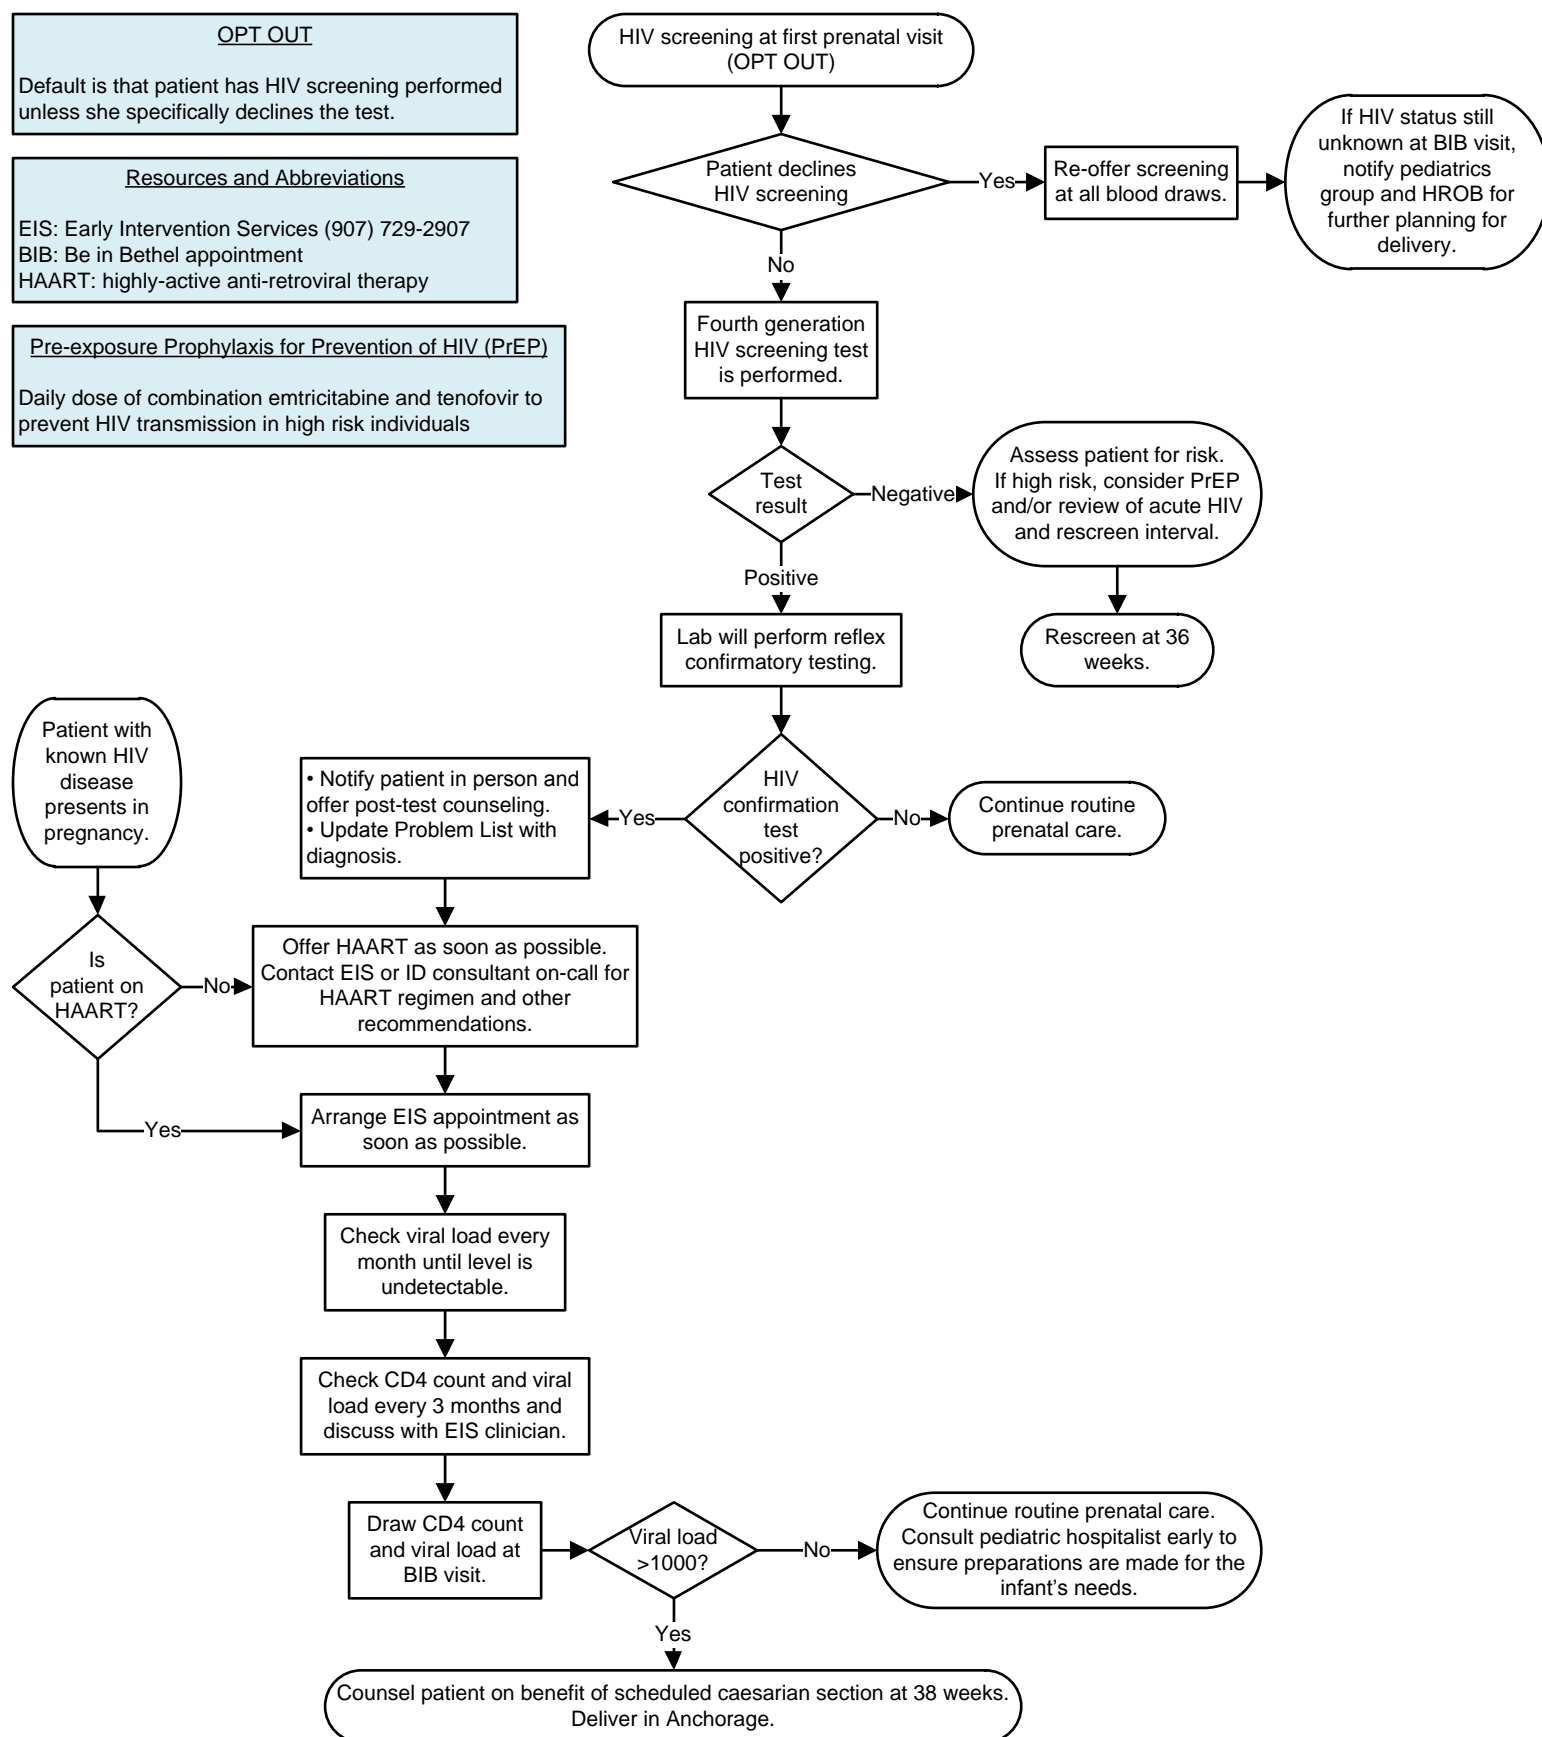 OPT OUT
Default is that patient has HIV screening performed
unless she specifically declines the test.
Resources and Abbreviations
EIS: Early Intervention Services (907) 729-2907
BIB: Be in Bethel appointment
HAART: highly-active anti-retroviral therapy
Pre-exposure Prophylaxis for Prevention of HIV (PrEP)
Daily dose of combination emtricitabine and tenofovir to
prevent HIV transmission in high risk individuals
HIV screening at first prenatal visit
(OPT OUT)
Patient declines
HIV screening
Yes
Re-offer screening
at all blood draws.
If HIV status still
unknown at BIB visit,
notify pediatrics
group and HROB for
further planning for
delivery.
No
Fourth generation
HIV screening test
is performed.
Test
result
Negative
Assess patient for risk.
If high risk, consider PrEP
and/or review of acute HIV
and rescreen interval.
Rescreen at 36
weeks.
Positive
Lab will perform reflex
confirmatory testing.
HIV
confirmation
test
positive?
No
Continue routine
prenatal care.
Yes
• Notify patient in person and
offer post-test counseling.
• Update Problem List with
diagnosis.
Patient with
known HIV
disease
presents in
pregnancy.
Is
patient on
HAART?
No
Offer HAART as soon as possible.
Contact EIS or ID consultant on-call for
HAART regimen and other
recommendations.
Yes
Arrange EIS appointment as
soon as possible.
Check viral load every
month until level is
undetectable.
Check CD4 count and viral
load every 3 months and
discuss with EIS clinician.
Draw CD4 count
and viral load at
BIB visit.
Viral load
>1000?
No
Continue routine prenatal care.
Consult pediatric hospitalist early to
ensure preparations are made for the
infant's needs.
Yes
Counsel patient on benefit of scheduled caesarian section at 38 weeks.
Deliver in Anchorage.